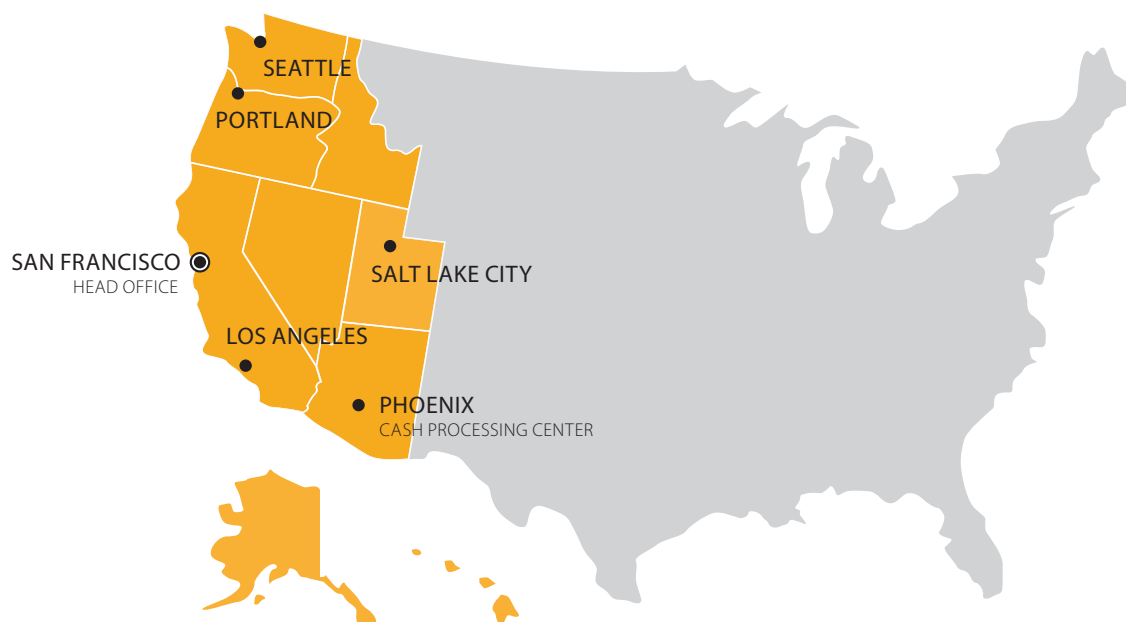 SEATTLE
PORTLAND
SAN FRANCISCO
HEAD OFFICE
SALT LAKE CITY
LOS ANGELES
PHOENIX
CASH PROCESSING CENTER